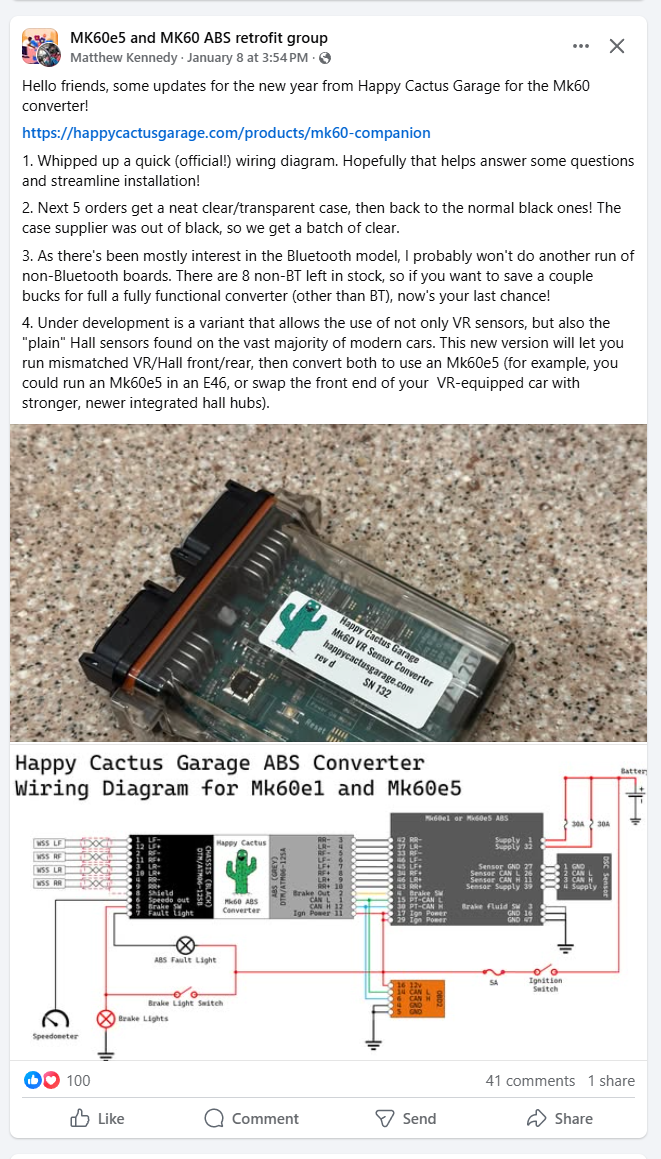 MK60e5 and MK60 ABS retrofit group
Matthew Kennedy · January 8 at 3:54 PM ·
Hello friends, some updates for the new year from Happy Cactus Garage for the Mk60
converter!
https://happycactusgarage.com/products/mk60-companion
1. Whipped up a quick (official!) wiring diagram. Hopefully that helps answer some questions
and streamline installation!
2. Next 5 orders get a neat clear/transparent case, then back to the normal black ones! The
case supplier was out of black, so we get a batch of clear.
3. As there's been mostly interest in the Bluetooth model, I probably won't do another run of
non-Bluetooth boards. There are 8 non-BT left in stock, so if you want to save a couple
bucks for full a fully functional converter (other than BT), now's your last chance!
4. Under development is a variant that allows the use of not only VR sensors, but also the
"plain" Hall sensors found on the vast majority of modern cars. This new version will let you
run mismatched VR/Hall front/rear, then convert both to use an Mk60e5 (for example, you
could run an Mk60e5 in an E46, or swap the front end of your VR-equipped car with
stronger, newer integrated hall hubs).
Happy Cactus Garage
Mk60 VR Sensor Converter
happycactusgarage.com
rev d
SN 132
Happy Cactus Garage ABS Converter
Wiring Diagram for Mk60e1 and Mk60e5
Battery
30A
30A
WSS LF
WSS RF
WSS LR
WSS RR
1 LF-
12 LF+
2 RF-
11 RF+
3 LR-
10 LR+
4 RR-
9 RR+
8 Shield
6 Speedo out
5 Brake SW
7 Fault light
CHASSIS (BLACK)
DTM/ATM06-12SB
Happy Cactus
Mk60 ABS
Converter
ABS (GREY)
DTM/ATM06-12SA
RR- 3
LR- 4
RF- 5
LF- 6
LF+ 7
RF+ 8
LR+ 9
RR+ 10
Brake Out 2
CAN L 1
CAN H 12
Ign Power 11
Mk60e1 or Mk60e5 ABS
42 RR-
37 LR-
33 RF-
46 LF-
45 LF+
34 RF+
36 LR+
43 RR+
Brake SW
15 PT-CAN L
PT-CAN H
17 Ign Power
29 Ign Power
Supply 1
Supply 32
Sensor GND 27
Sensor CAN L 26
Sensor CAN H 11
Sensor Supply 39
Brake fluid SW 3
GND 16
GND 47
1 GND
2 CAN L
3 CAN H
4 Supply
DSC Sensor
ABS Fault Light
Brake Light Switch
Brake Lights
Speedometer
5A
Ignition
Switch
16 12v
14 CAN L
6 CAN H
4 GND
5 GND
OBD2
100
41 comments 1 share
Like Comment Send Share